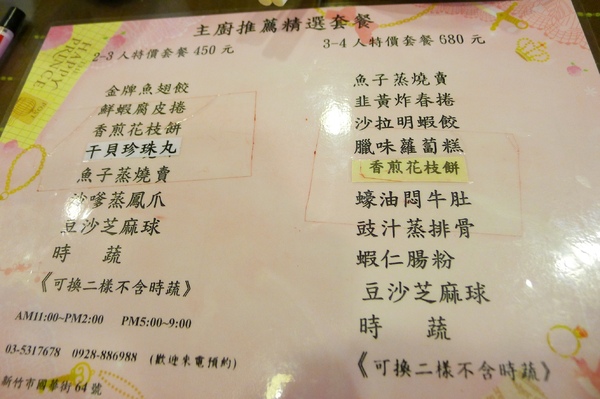 主廚推薦精選套餐
2-3人特價套餐 450 元
金牌魚翅餃
鮮蝦腐皮捲
香煎花枝餅
干貝珍珠丸
魚子蒸燒賣
沙嗲蒸鳳爪
豆沙芝麻球
時 蔬
《可換二樣不含時蔬》
AM11:00~PM2:00 PM5:00~9:00
03-5317678 0928-886988 (歡迎來電預約)
新竹市國華街64號
3-4人特價套餐 680 元
魚子蒸燒賣
韭黃炸春捲
沙拉明蝦餃
臘味蘿蔔糕
香煎花枝餅
蠔油悶牛肚
豉汁蒸排骨
蝦仁腸粉
豆沙芝麻球
時 蔬
《可換二樣不含時蔬》
HAPPY
PRINCE